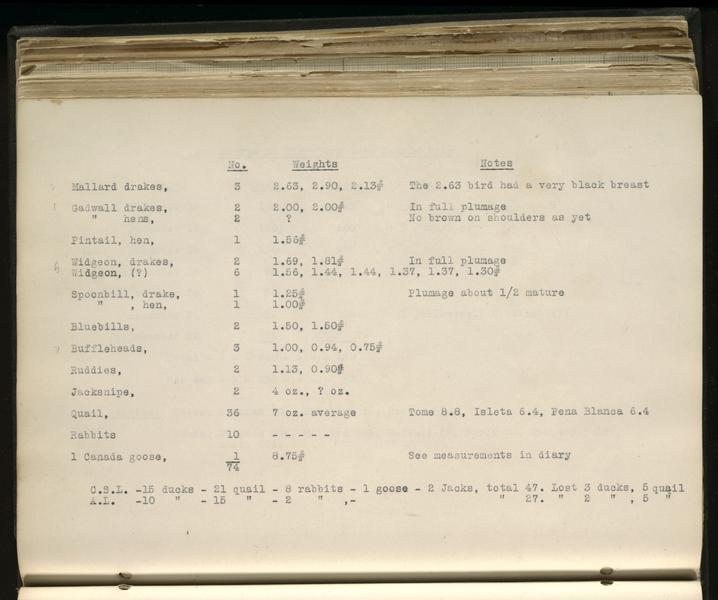 No. Weights Notes
Mallard drakes, 3 2.63, 2.90, 2.13# The 2.63 bird had a very black breast
Gadwall drakes, 2 2.00, 2.00# In full plumage
" hens, 2 ? No brown on shoulders as yet
Pintail, hen, 1 1.56#
Widgeon, drakes, 2 1.69, 1.81# In full plumage
Widgeon, (?) 6 1.56, 1.44, 1.44, 1.37, 1.37, 1.30#
Spoonbill, drake, 1 1.25# Plumage about 1/2 mature
" , hen, 1 1.00#
Bluebills, 2 1.50, 1.50#
Buffleheads, 3 1.00, 0.94, 0.75#
Ruddies, 2 1.13, 0.90#
Jacksnipe, 2 4 oz., ? oz.
Quail, 36 7 oz. average Tome 8.8, Isleta 6.4, Pena Blanca 6.4
Rabbits 10 - - - - -
1 Canada goose, 1 8.75# See measurements in diary
74
C.S.L. -15 ducks - 21 quail - 8 rabbits - 1 goose - 2 Jacks, total 47. Lost 3 ducks, 5 quail
A.L. -10 " - 15 " - 2 " ,- " 27. " 2 " , 5 "